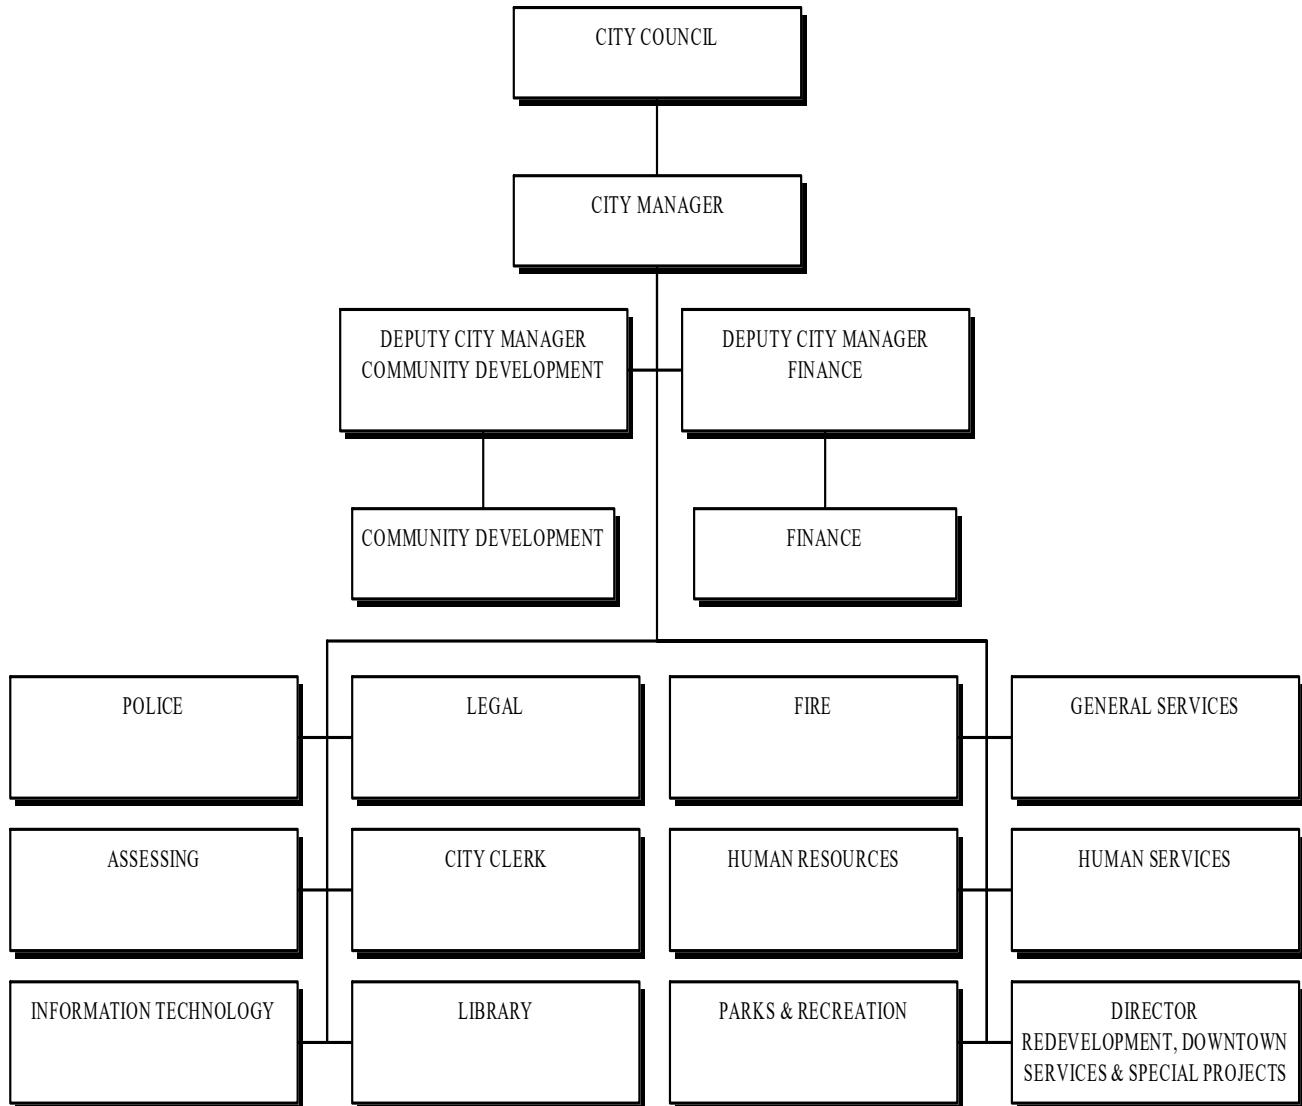 CITY COUNCIL
CITY MANAGER
DEPUTY CITY MANAGER
COMMUNITY DEVELOPMENT
DEPUTY CITY MANAGER
FINANCE
COMMUNITY DEVELOPMENT
FINANCE
POLICE
LEGAL
FIRE
GENERAL SERVICES
ASSESSING
CITY CLERK
HUMAN RESOURCES
HUMAN SERVICES
INFORMATION TECHNOLOGY
LIBRARY
PARKS & RECREATION
DIRECTOR
REDEVELOPMENT, DOWNTOWN
SERVICES & SPECIAL PROJECTS